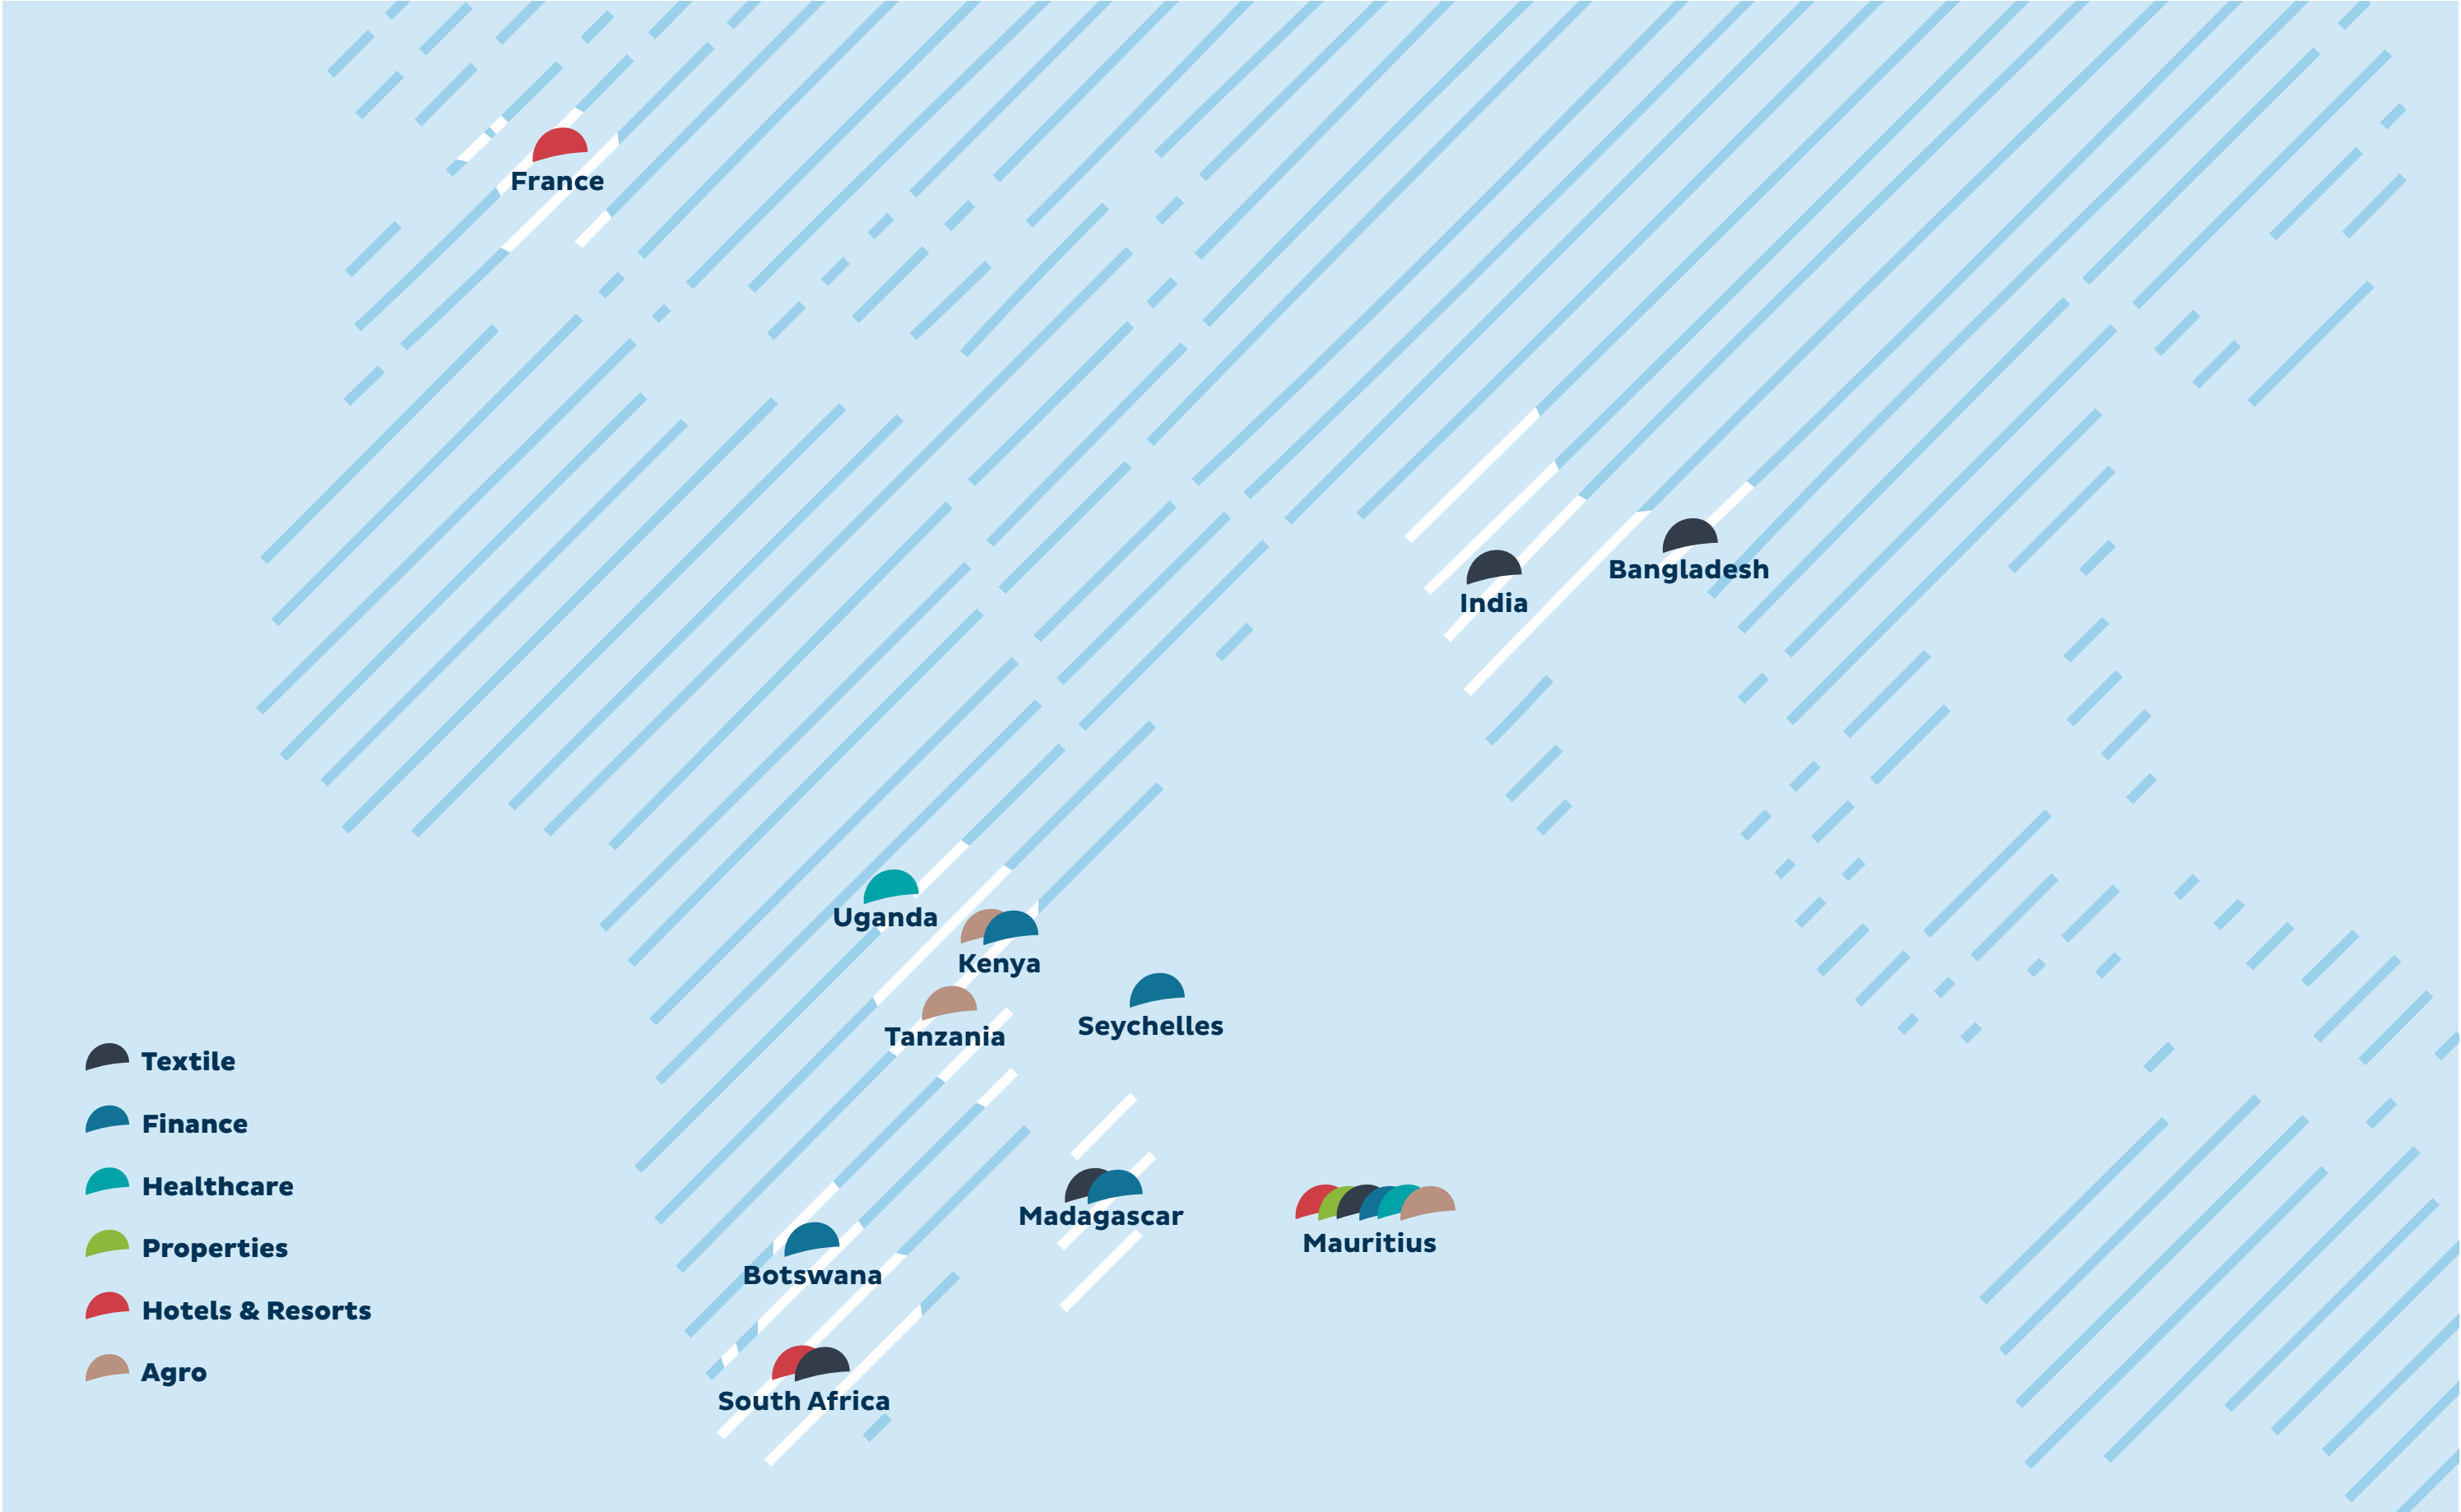 France
Bangladesh
India
Uganda
Kenya
Seychelles
Tanzania
Textile
Finance
Healthcare
Madagascar
Mauritius
Properties
Botswana
Hotels & Resorts
Agro
South Africa